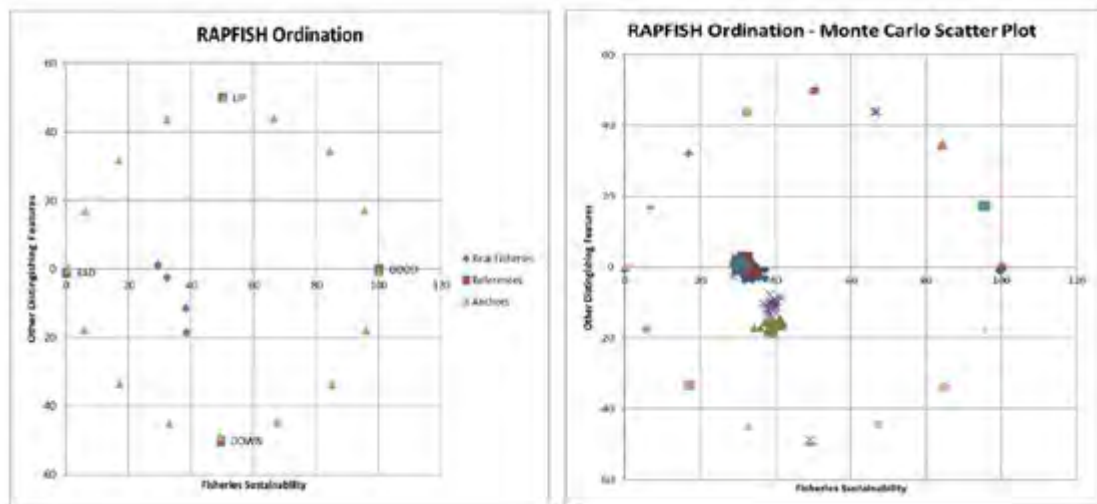 RAPFISH Ordination
60
UP
40
20
0
BAD
GOOD
0 20 40 60 80 100 120
-20
-40
DOWN
-60
Other Distinguishing Features
Fisheries Sustainability
Real Fisheries
References
Anchors
RAPFISH Ordination - Monte Carlo Scatter Plot
60
40
20
0
0 20 40 60 80 100 120
-20
-40
-60
Other Distingishing Features
Fisheries Sustainability